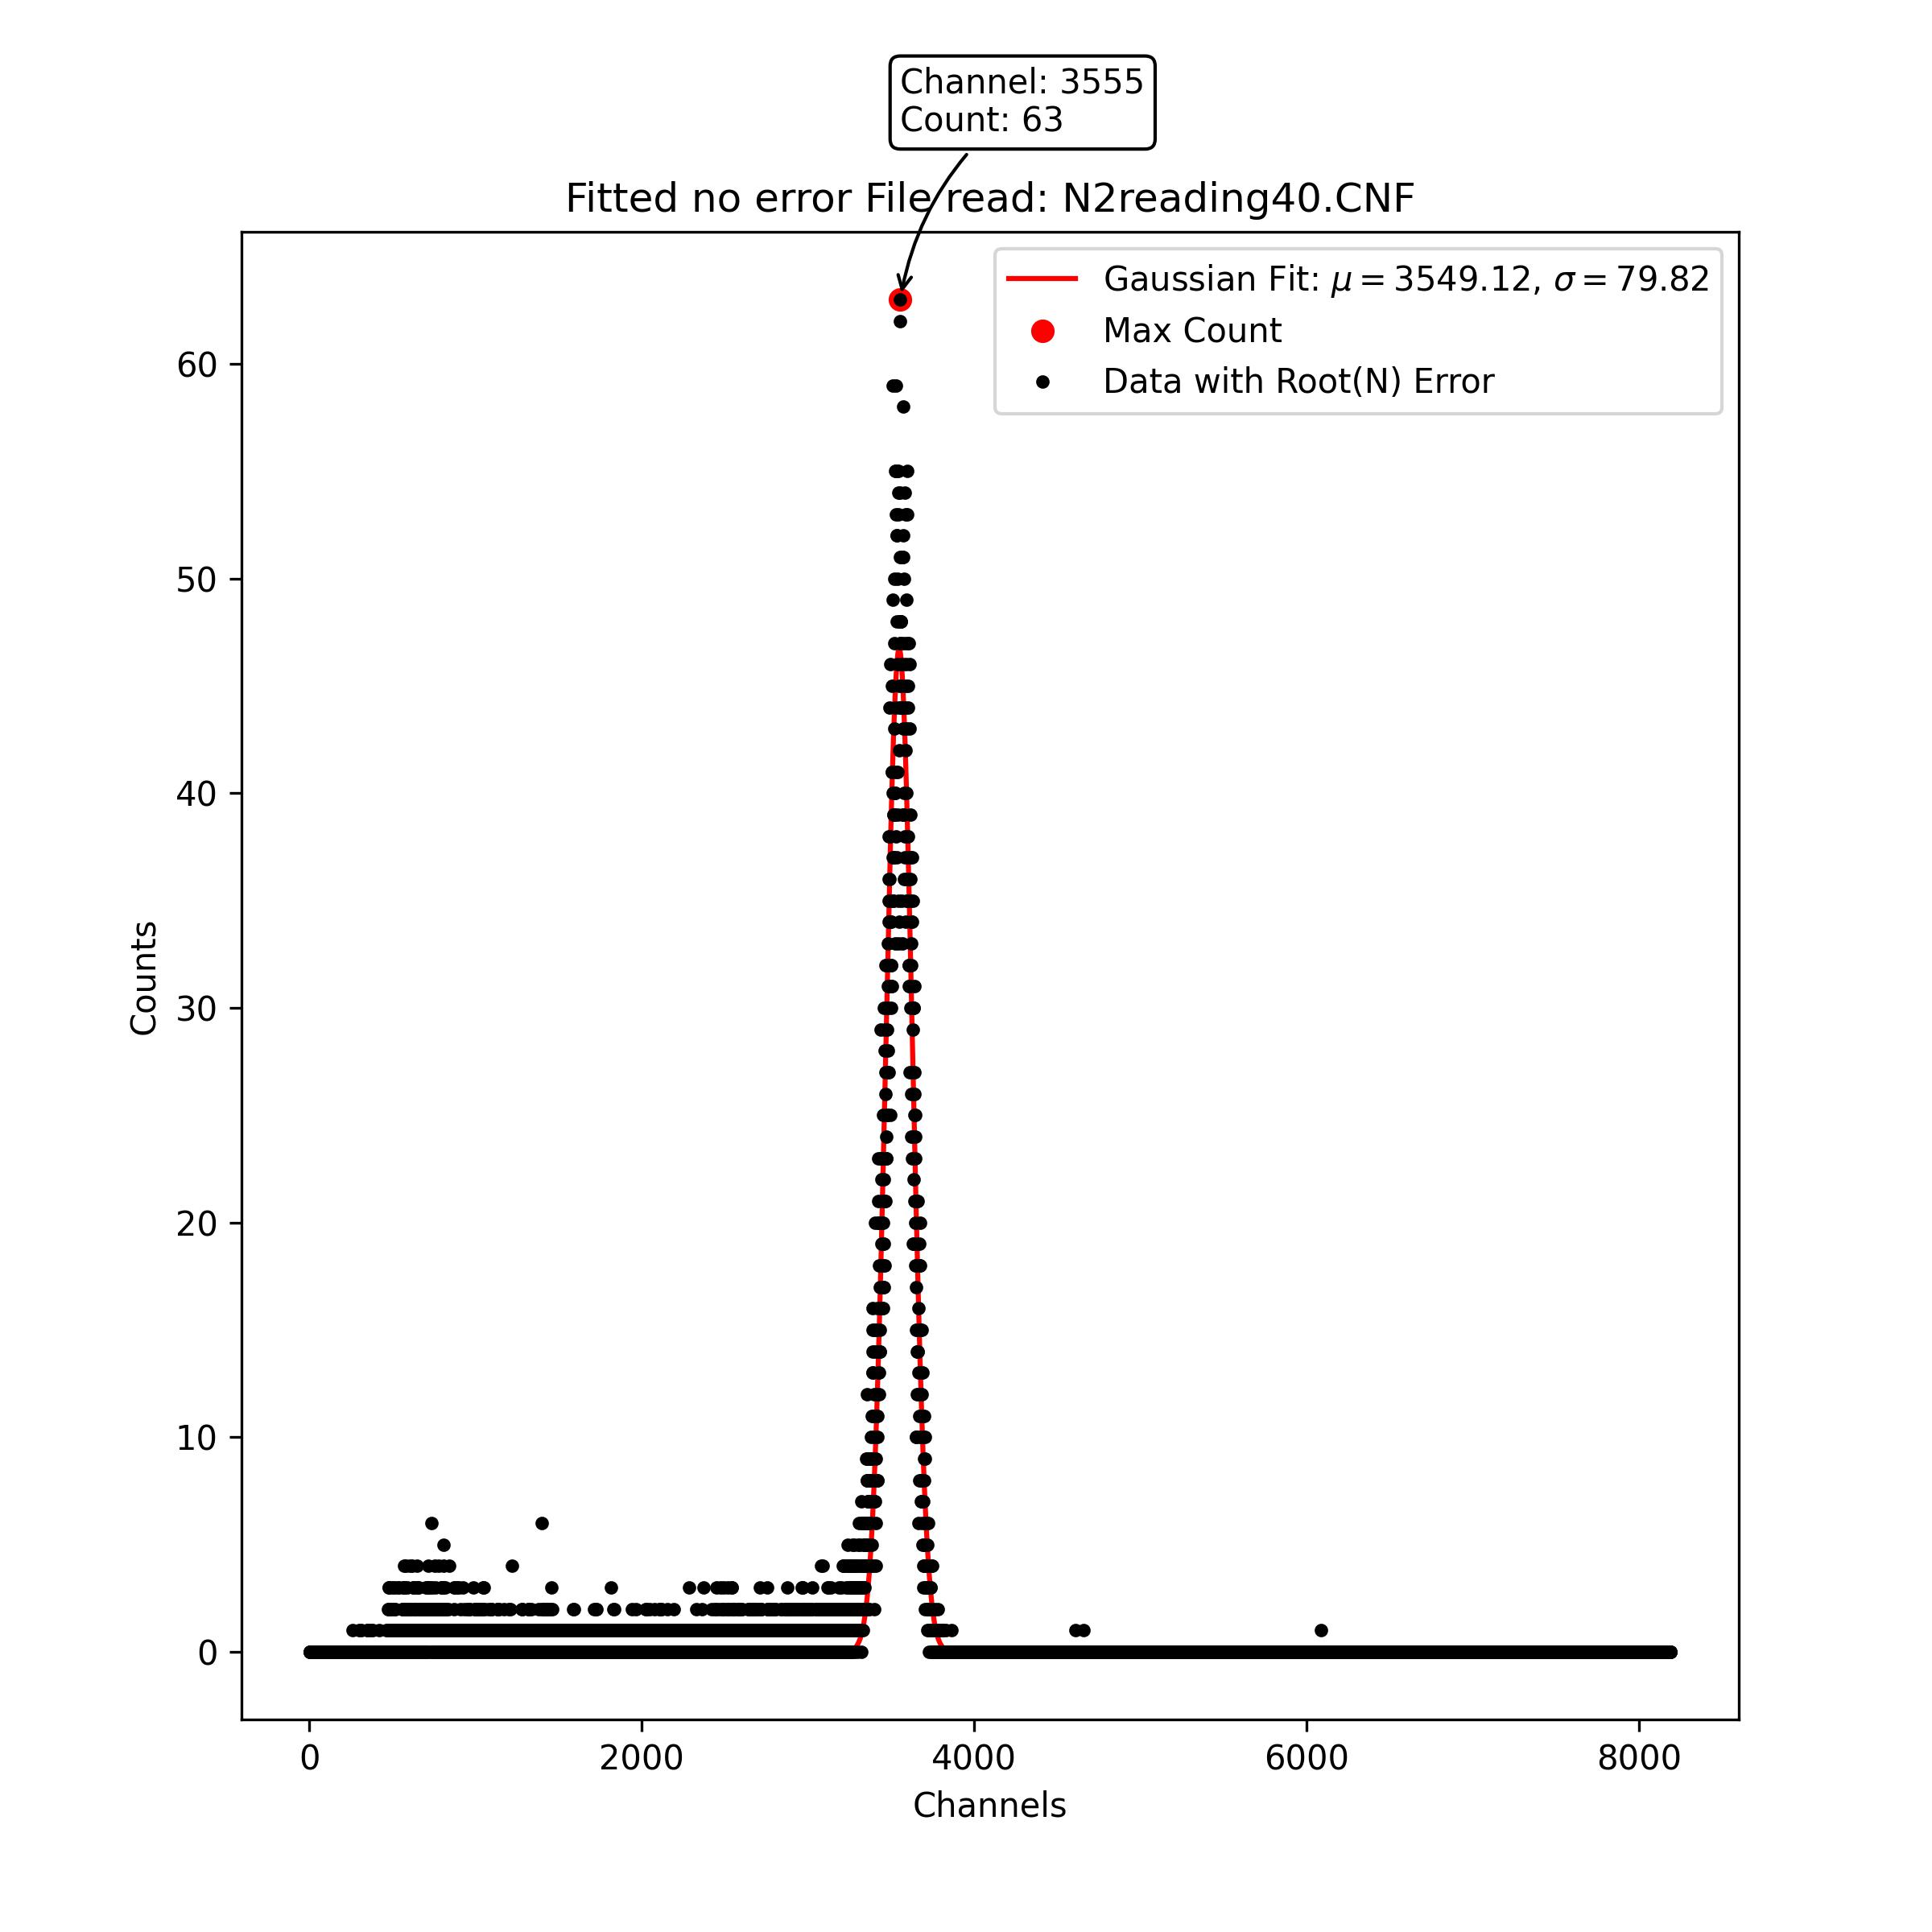 Channel: 3555
Count: 63
Fitted no error File read: N2reading40.CNF
Gaussian Fit: μ = 3549.12, σ = 79.82
Max Count
Data with Root(N) Error
Counts
60
50
40
30
20
10
0
0 2000 4000 6000 8000
Channels